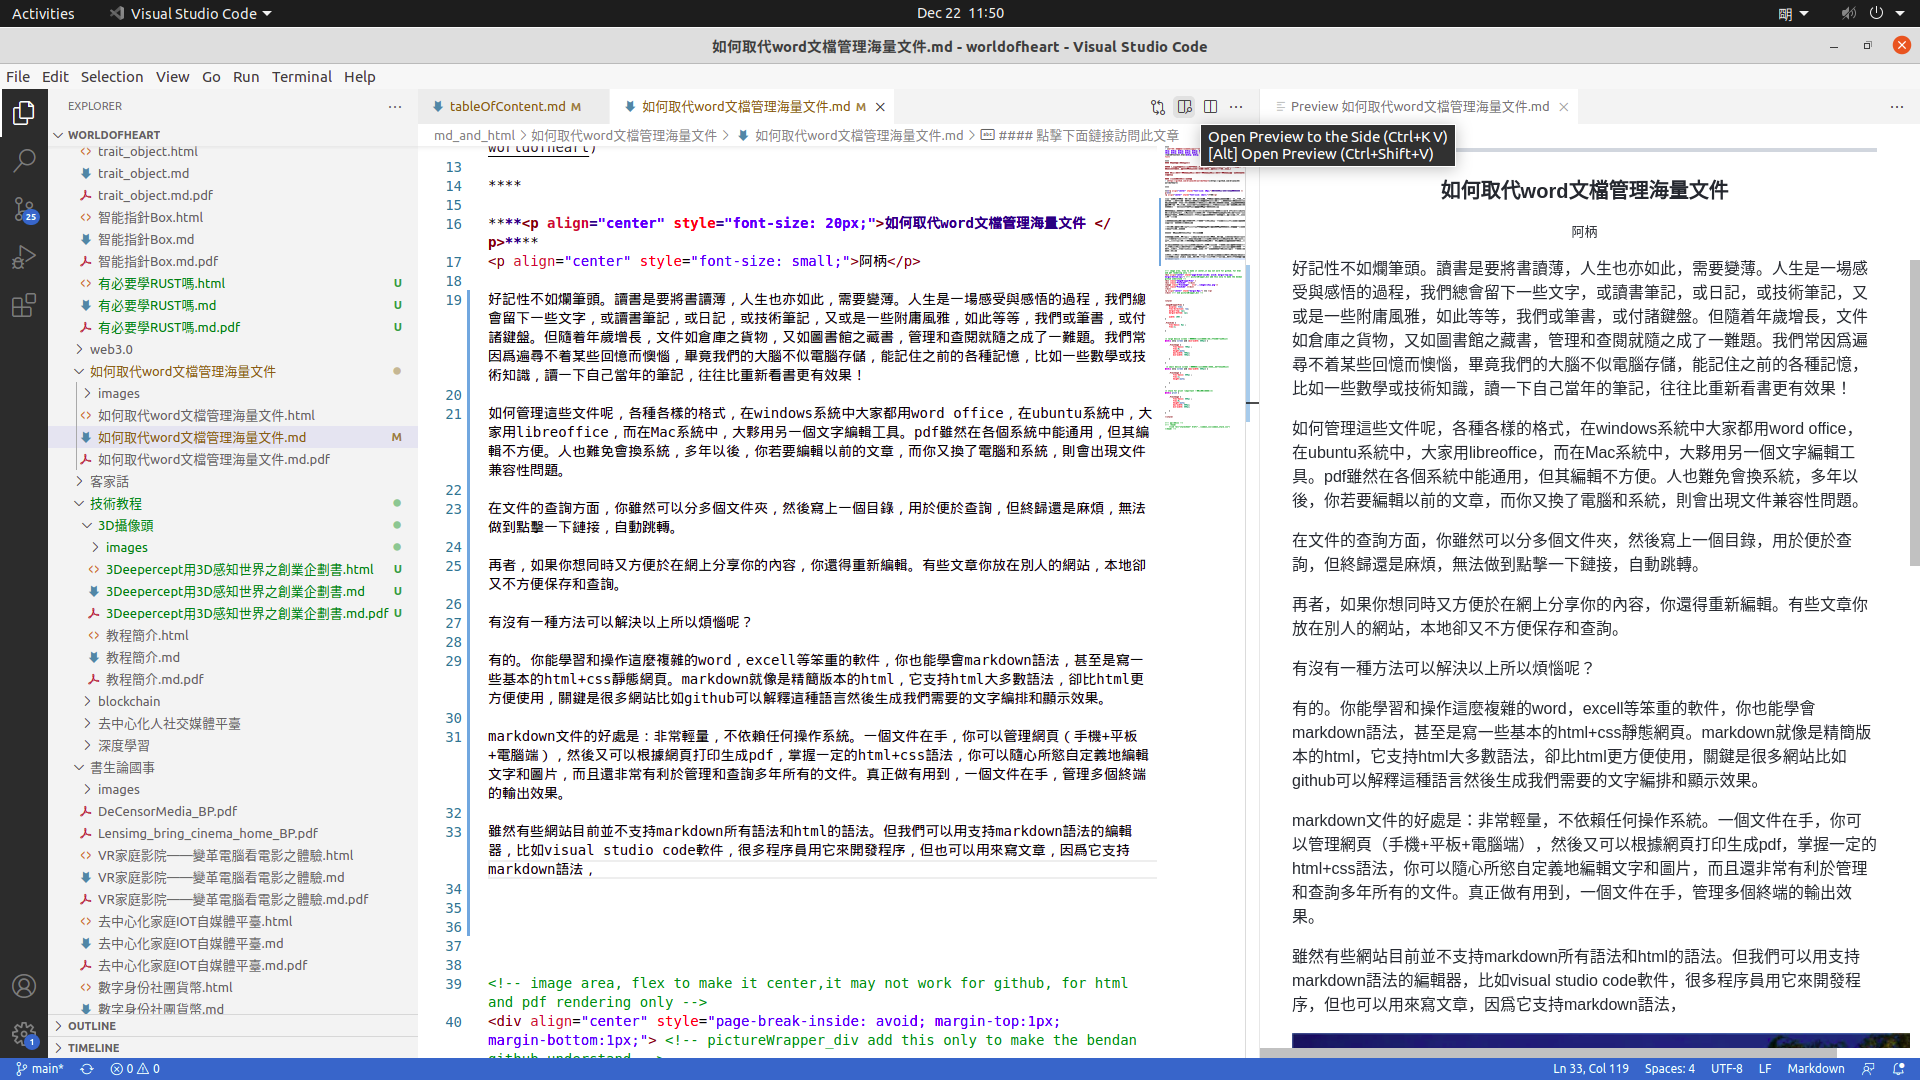 Activities
Visual Studio Code
Dec 22 11:50
如何取代word文檔管理海量文件.md - worldofheart - Visual Studio Code
File Edit Selection View Go Run Terminal Help
EXPLORER
WORLDOFHEART
trait_object.html
trait_object.md
trait_object.md.pdf
智能指針Box.html
智能指針Box.md
智能指針Box.md.pdf
有必要學RUST嗎.html U
有必要學RUST嗎.md U
有必要學RUST嗎.md.pdf U
web3.0
如何取代word文檔管理海量文件
images
如何取代word文檔管理海量文件.html
如何取代word文檔管理海量文件.md M
如何取代word文檔管理海量文件.md.pdf
客家話
技術教程
3D攝像頭
images
3Deepercept用3D感知世界之創業企劃書.html U
3Deepercept用3D感知世界之創業企劃書.md U
3Deepercept用3D感知世界之創業企劃書.md.pdf U
教程簡介.html
教程簡介.md
教程簡介.md.pdf
blockchain
去中心化人社交媒體平臺
深度學習
書生論國事
images
DeCensorMedia_BP.pdf
Lensimg_bring_cinema_home_BP.pdf
VR家庭影院——變革電腦看電影之體驗.html
VR家庭影院——變革電腦看電影之體驗.md
VR家庭影院——變革電腦看電影之體驗.md.pdf
去中心化家庭IOT自媒體平臺.html
去中心化家庭IOT自媒體平臺.md
去中心化家庭IOT自媒體平臺.md.pdf
數字身份社團貨幣.html
數字身份社團貨幣.md
OUTLINE
TIMELINE
25
1
tableOfContent.md M
如何取代word文檔管理海量文件.md M
md_and_html > 如何取代word文檔管理海量文件 > 如何取代word文檔管理海量文件.md > #### 點擊下面鏈接訪問此文章
Open Preview to the Side (Ctrl+K V)
[Alt] Open Preview (Ctrl+Shift+V)
worldofheart)
13
14 ****
15
16 ****<p align="center" style="font-size: 20px;">如何取代word文檔管理海量文件 </
p>****
17 <p align="center" style="font-size: small;">阿柄</p>
18
19 好記性不如爛筆頭。讀書是要將書讀薄，人生也亦如此，需要變薄。人生是一場感受與感悟的過程，我們總
會留下一些文字，或讀書筆記，或日記，或技術筆記，又或是一些附庸風雅，如此等等，我們或筆書，或付
諸鍵盤。但隨着年歲增長，文件如倉庫之貨物，又如圖書館之藏書，管理和查閱就隨之成了一難題。我們常
因爲遍尋不着某些回憶而懊惱，畢竟我們的大腦不似電腦存儲，能記住之前的各種記憶，比如一些數學或技
術知識，讀一下自己當年的筆記，往往比重新看書更有效果！
20
21 如何管理這些文件呢，各種各樣的格式，在windows系統中大家都用word office，在ubuntu系統中，大
家用libreoffice，而在Mac系統中，大夥用另一個文字編輯工具。pdf雖然在各個系統中能通用，但其編
輯不方便。人也難免會換系統，多年以後，你若要編輯以前的文章，而你又換了電腦和系統，則會出現文件
兼容性問題。
22
23 在文件的查詢方面，你雖然可以分多個文件夾，然後寫上一個目錄，用於便於查詢，但終歸還是麻煩，無法
做到點擊一下鏈接，自動跳轉。
24
25 再者，如果你想同時又方便於在網上分享你的內容，你還得重新編輯。有些文章你放在別人的網站，本地卻
又不方便保存和查詢。
26
27 有沒有一種方法可以解決以上所以煩惱呢？
28
29 有的。你能學習和操作這麼複雜的word，excell等笨重的軟件，你也能學會markdown語法，甚至是寫一
些基本的html+css靜態網頁。markdown就像是精簡版本的html，它支持html大多數語法，卻比html更
方便使用，關鍵是很多網站比如github可以解釋這種語言然後生成我們需要的文字編排和顯示效果。
30
31 markdown文件的好處是：非常輕量，不依賴任何操作系統。一個文件在手，你可以管理網頁（手機+平板
+電腦端），然後又可以根據網頁打印生成pdf，掌握一定的html+css語法，你可以隨心所慾自定義地編輯
文字和圖片，而且還非常有利於管理和查詢多年所有的文件。真正做有用到，一個文件在手，管理多個終端
的輸出效果。
32
33 雖然有些網站目前並不支持markdown所有語法和html的語法。但我們可以用支持markdown語法的編輯
器，比如visual studio code軟件，很多程序員用它來開發程序，但也可以用來寫文章，因爲它支持
markdown語法，
34
35
36
37
38
39 <!-- image area, flex to make it center,it may not work for github, for html
and pdf rendering only -->
40 <div align="center" style="page-break-inside: avoid; margin-top:1px;
margin-bottom:1px;"> <!-- pictureWrapper_div add this only to make the bendan
github understand -->
Preview 如何取代word文檔管理海量文件.md
如何取代word文檔管理海量文件
阿柄
好記性不如爛筆頭。讀書是要將書讀薄，人生也亦如此，需要變薄。人生是一場感
受與感悟的過程，我們總會留下一些文字，或讀書筆記，或日記，或技術筆記，又
或是一些附庸風雅，如此等等，我們或筆書，或付諸鍵盤。但隨着年歲增長，文件
如倉庫之貨物，又如圖書館之藏書，管理和查閱就隨之成了一難題。我們常因爲遍
尋不着某些回憶而懊惱，畢竟我們的大腦不似電腦存儲，能記住之前的各種記憶，
比如一些數學或技術知識，讀一下自己當年的筆記，往往比重新看書更有效果！
如何管理這些文件呢，各種各樣的格式，在windows系統中大家都用word office，
在ubuntu系統中，大家用libreoffice，而在Mac系統中，大夥用另一個文字編輯工
具。pdf雖然在各個系統中能通用，但其編輯不方便。人也難免會換系統，多年以
後，你若要編輯以前的文章，而你又換了電腦和系統，則會出現文件兼容性問題。
在文件的查詢方面，你雖然可以分多個文件夾，然後寫上一個目錄，用於便於查
詢，但終歸還是麻煩，無法做到點擊一下鏈接，自動跳轉。
再者，如果你想同時又方便於在網上分享你的內容，你還得重新編輯。有些文章你
放在別人的網站，本地卻又不方便保存和查詢。
有沒有一種方法可以解決以上所以煩惱呢？
有的。你能學習和操作這麼複雜的word，excell等笨重的軟件，你也能學會
markdown語法，甚至是寫一些基本的html+css靜態網頁。markdown就像是精簡版
本的html，它支持html大多數語法，卻比html更方便使用，關鍵是很多網站比如
github可以解釋這種語言然後生成我們需要的文字編排和顯示效果。
markdown文件的好處是：非常輕量，不依賴任何操作系統。一個文件在手，你可
以管理網頁（手機+平板+電腦端），然後又可以根據網頁打印生成pdf，掌握一定的
html+css語法，你可以隨心所慾自定義地編輯文字和圖片，而且還非常有利於管理
和查詢多年所有的文件。真正做有用到，一個文件在手，管理多個終端的輸出效
果。
雖然有些網站目前並不支持markdown所有語法和html的語法。但我們可以用支持
markdown語法的編輯器，比如visual studio code軟件，很多程序員用它來開發程
序，但也可以用來寫文章，因爲它支持markdown語法，
main* 0 0
Ln 33, Col 119 Spaces: 4 UTF-8 LF Markdown